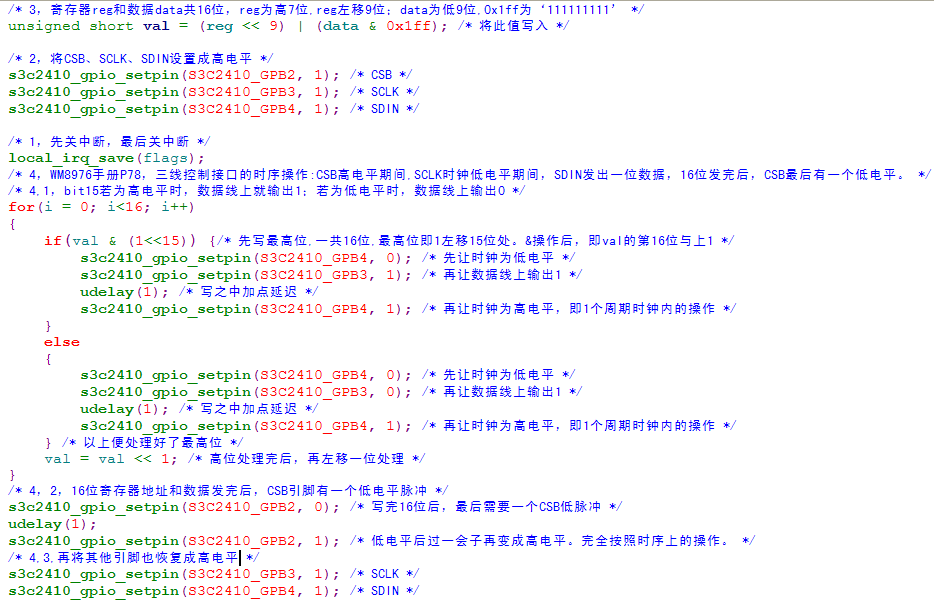 /* 3，寄存器reg和数据data共16位，reg为高7位,reg左移9位；data为低9位,0x1ff为‘111111111’ */
unsigned short val = (reg << 9) | (data & 0x1ff); /* 将此值写入 */
/* 2，将CSB、SCLK、SDIN设置成高电平 */
s3c2410_gpio_setpin(S3C2410_GPB2, 1); /* CSB */
s3c2410_gpio_setpin(S3C2410_GPB3, 1); /* SCLK */
s3c2410_gpio_setpin(S3C2410_GPB4, 1); /* SDIN */
/* 1，先关中断，最后关中断 */
local_irq_save(flags);
/* 4，WM8976手册P78，三线控制接口的时序操作:CSB高电平期间,SCLK时钟低电平期间，SDIN发出一位数据，16位发完后，CSB最后有一个低电平。 */
/* 4.1，bit15若为高电平时，数据线上就输出1；若为低电平时，数据线上输出0 */
for(i = 0; i<16; i++)
{
if(val & (1<<15)) {/* 先写最高位,一共16位,最高位即1左移15位处。&操作后，即val的第16位与上1 */
s3c2410_gpio_setpin(S3C2410_GPB4, 0); /* 先让时钟为低电平 */
s3c2410_gpio_setpin(S3C2410_GPB3, 1); /* 再让数据线上输出1 */
udelay(1); /* 写之中加点延迟 */
s3c2410_gpio_setpin(S3C2410_GPB4, 1); /* 再让时钟为高电平，即1个周期时钟内的操作 */
}
else
{
s3c2410_gpio_setpin(S3C2410_GPB4, 0); /* 先让时钟为低电平 */
s3c2410_gpio_setpin(S3C2410_GPB3, 0); /* 再让数据线上输出1 */
udelay(1); /* 写之中加点延迟 */
s3c2410_gpio_setpin(S3C2410_GPB4, 1); /* 再让时钟为高电平，即1个周期时钟内的操作 */
} /* 以上便处理好了最高位 */
val = val << 1; /* 高位处理完后，再左移一位处理 */
}
/* 4，2，16位寄存器地址和数据发完后，CSB引脚有一个低电平脉冲 */
s3c2410_gpio_setpin(S3C2410_GPB2, 0); /* 写完16位后，最后需要一个CSB低脉冲 */
udelay(1);
s3c2410_gpio_setpin(S3C2410_GPB2, 1); /* 低电平后过一会子再变成高电平。完全按照时序上的操作。 */
/* 4.3,再将其他引脚也恢复成高电平 */
s3c2410_gpio_setpin(S3C2410_GPB3, 1); /* SCLK */
s3c2410_gpio_setpin(S3C2410_GPB4, 1); /* SDIN */